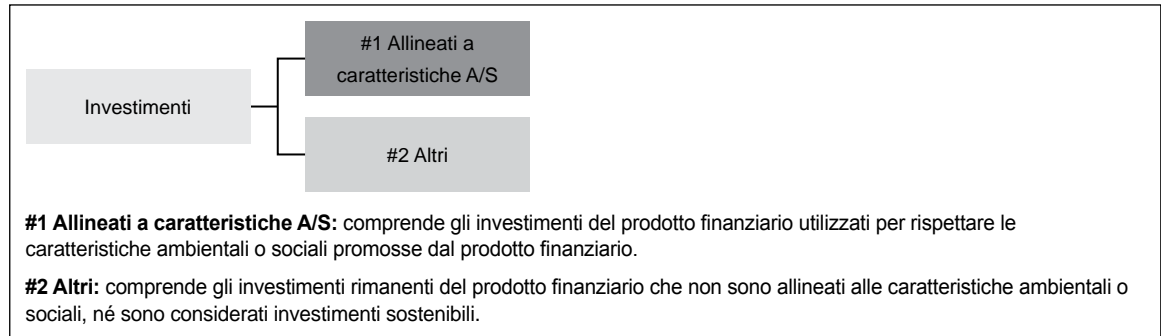 #1 Allineati a
caratteristiche A/S
Investimenti
#2 Altri
#1 Allineati a caratteristiche A/S: comprende gli investimenti del prodotto finanziario utilizzati per rispettare le
caratteristiche ambientali o sociali promosse dal prodotto finanziario.
#2 Altri: comprende gli investimenti rimanenti del prodotto finanziario che non sono allineati alle caratteristiche ambientali o
sociali, né sono considerati investimenti sostenibili.